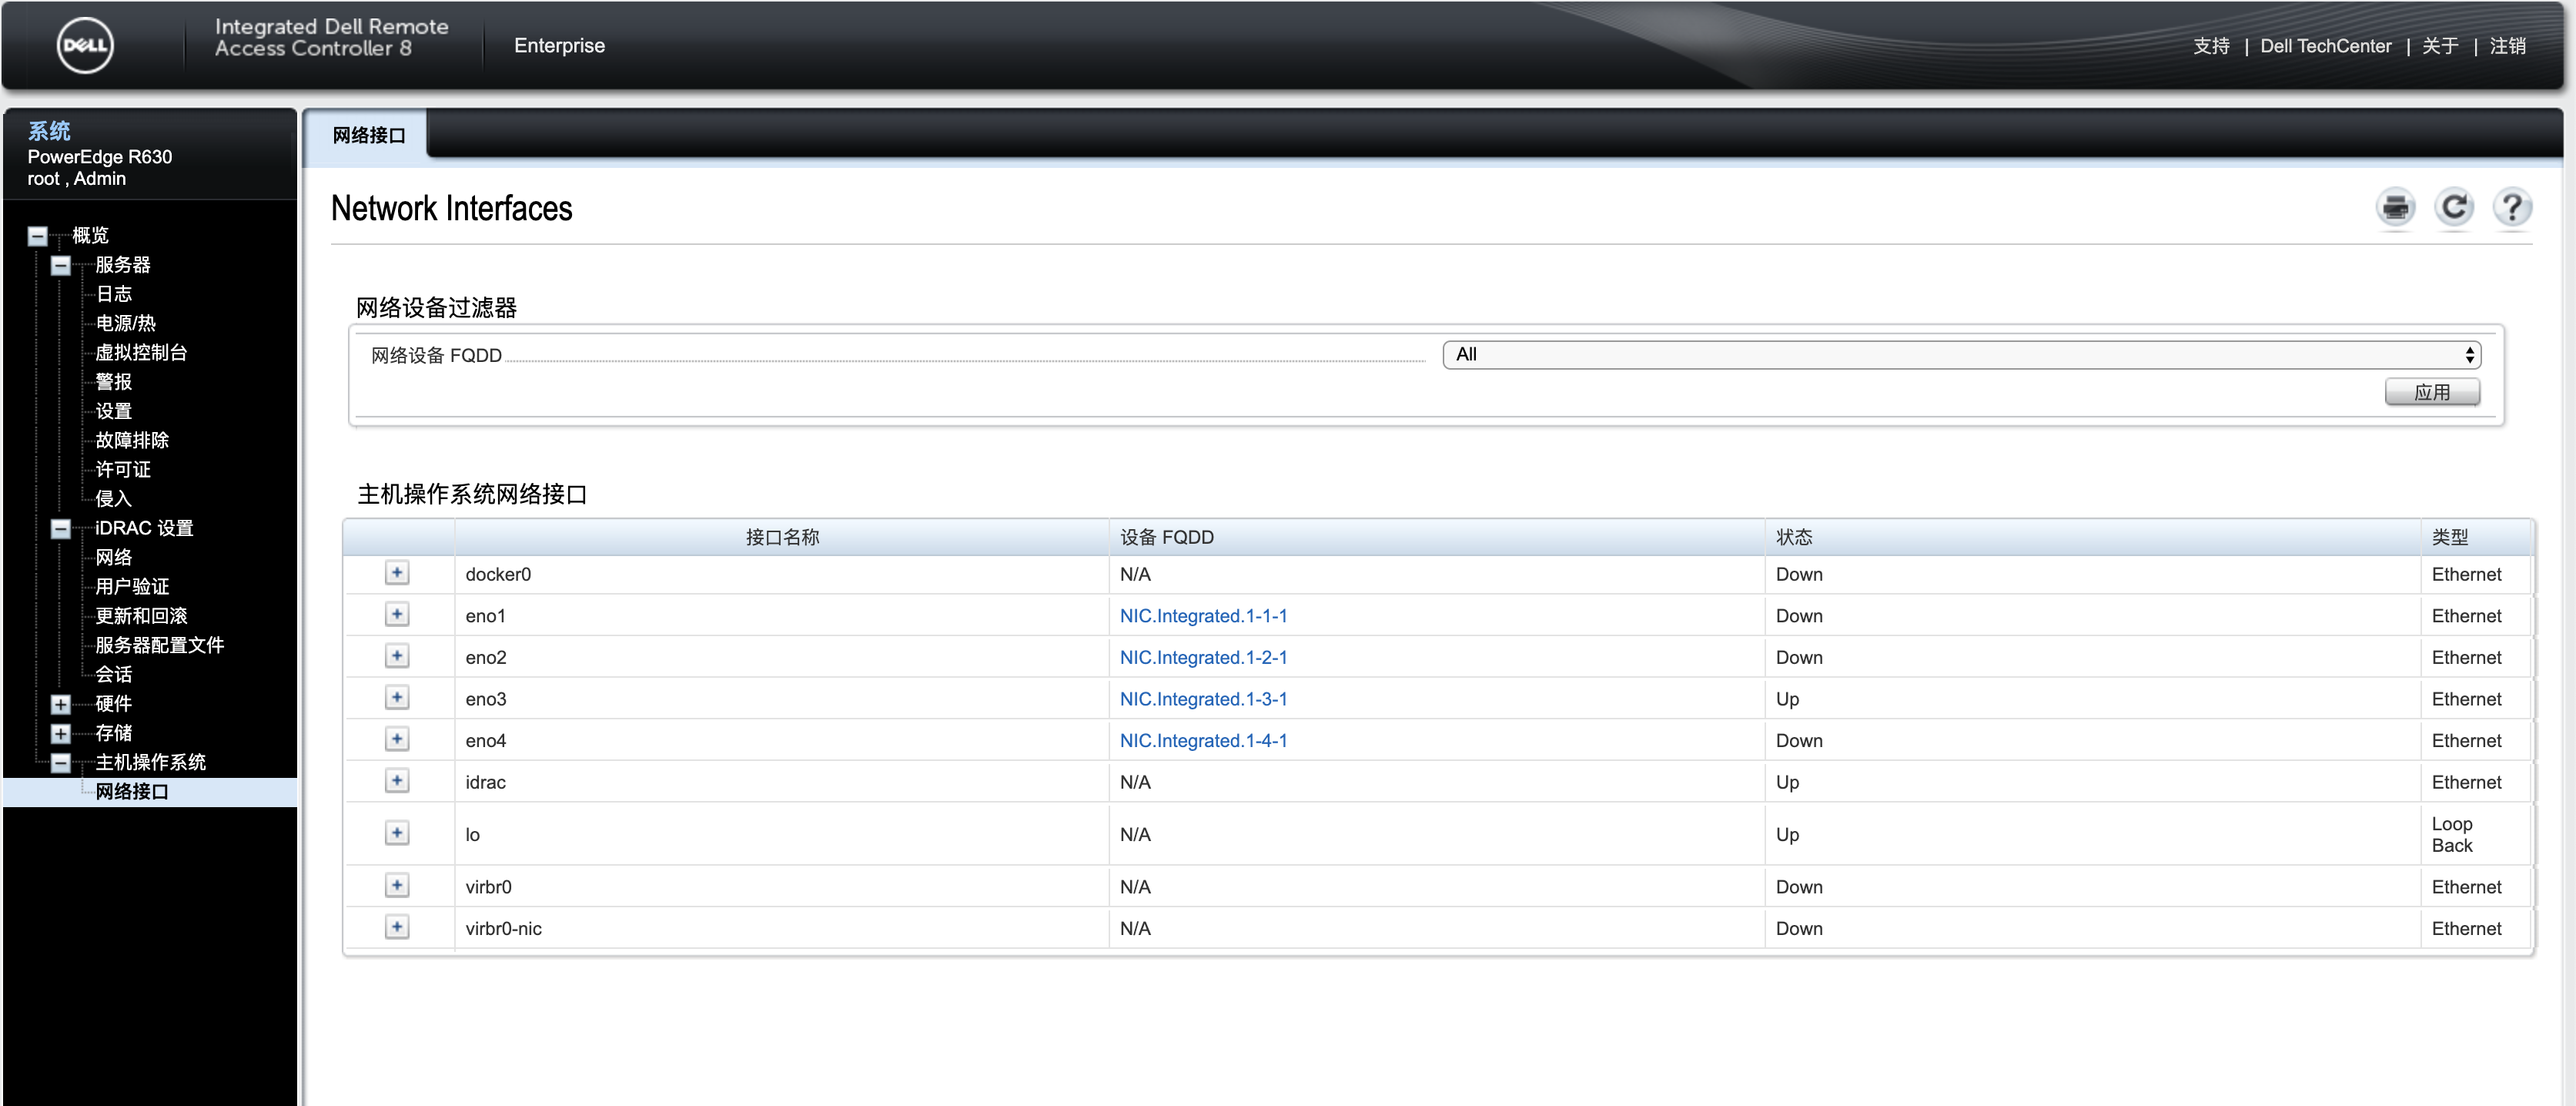 DELL
Integrated Dell Remote
Access Controller 8
Enterprise
支持 | Dell TechCenter | 关于 | 注销
系统
PowerEdge R630
root , Admin
概览
服务器
日志
电源/热
虚拟控制台
警报
设置
故障排除
许可证
侵入
iDRAC 设置
网络
用户验证
更新和回滚
服务器配置文件
会话
硬件
存储
主机操作系统
网络接口
网络接口
Network Interfaces
网络设备过滤器
网络设备 FQDD All
应用
主机操作系统网络接口
接口名称 设备 FQDD 状态 类型
docker0 N/A Down Ethernet
eno1 NIC.Integrated.1-1-1 Down Ethernet
eno2 NIC.Integrated.1-2-1 Down Ethernet
eno3 NIC.Integrated.1-3-1 Up Ethernet
eno4 NIC.Integrated.1-4-1 Down Ethernet
idrac N/A Up Ethernet
lo N/A Up Loop Back
virbr0 N/A Down Ethernet
virbr0-nic N/A Down Ethernet